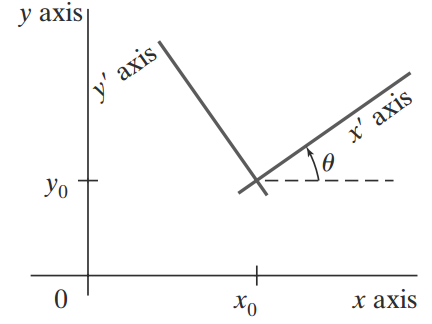 y axis
y′ axis
x′ axis
θ
y₀
0
x₀
x axis